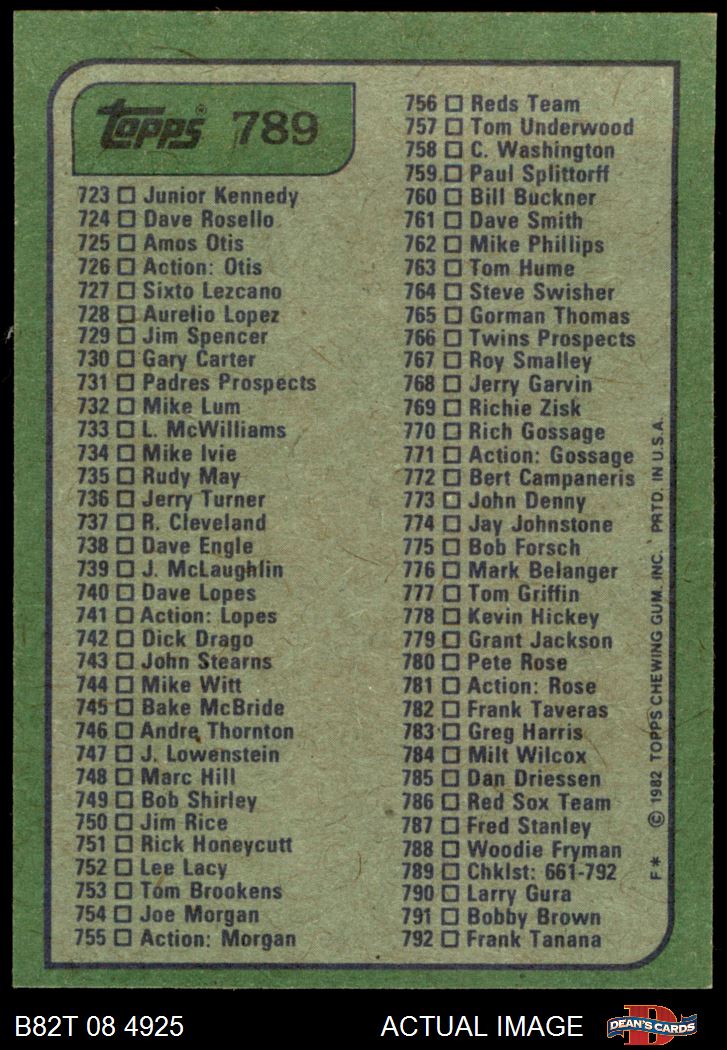 Topps® 789
723 □ Junior Kennedy
724 □ Dave Rosello
725 □ Amos Otis
726 □ Action: Otis
727 □ Sixto Lezcano
728 □ Aurelio Lopez
729 □ Jim Spencer
730 □ Gary Carter
731 □ Padres Prospects
732 □ Mike Lum
733 □ L. McWilliams
734 □ Mike Ivie
735 □ Rudy May
736 □ Jerry Turner
737 □ R. Cleveland
738 □ Dave Engle
739 □ J. McLaughlin
740 □ Dave Lopes
741 □ Action: Lopes
742 □ Dick Drago
743 □ John Stearns
744 □ Mike Witt
745 □ Bake McBride
746 □ Andre Thornton
747 □ J. Lowenstein
748 □ Marc Hill
749 □ Bob Shirley
750 □ Jim Rice
751 □ Rick Honeycutt
752 □ Lee Lacy
753 □ Tom Brookens
754 □ Joe Morgan
755 □ Action: Morgan
756 □ Reds Team
757 □ Tom Underwood
758 □ C. Washington
759 □ Paul Splittorff
760 □ Bill Buckner
761 □ Dave Smith
762 □ Mike Phillips
763 □ Tom Hume
764 □ Steve Swisher
765 □ Gorman Thomas
766 □ Twins Prospects
767 □ Roy Smalley
768 □ Jerry Garvin
769 □ Richie Zisk
770 □ Rich Gossage
771 □ Action: Gossage
772 □ Bert Campaneris
773 □ John Denny
774 □ Jay Johnstone
775 □ Bob Forsch
776 □ Mark Belanger
777 □ Tom Griffin
778 □ Kevin Hickey
779 □ Grant Jackson
780 □ Pete Rose
781 □ Action: Rose
782 □ Frank Taveras
783 □ Greg Harris
784 □ Milt Wilcox
785 □ Dan Driessen
786 □ Red Sox Team
787 □ Fred Stanley
788 □ Woodie Fryman
789 □ Chklst: 661-792
790 □ Larry Gura
791 □ Bobby Brown
792 □ Frank Tanana
F* © 1982 TOPPS CHEWING GUM, INC. PRTD. IN U.S.A.
B82T 08 4925 ACTUAL IMAGE
D
DEAN'S CARDS